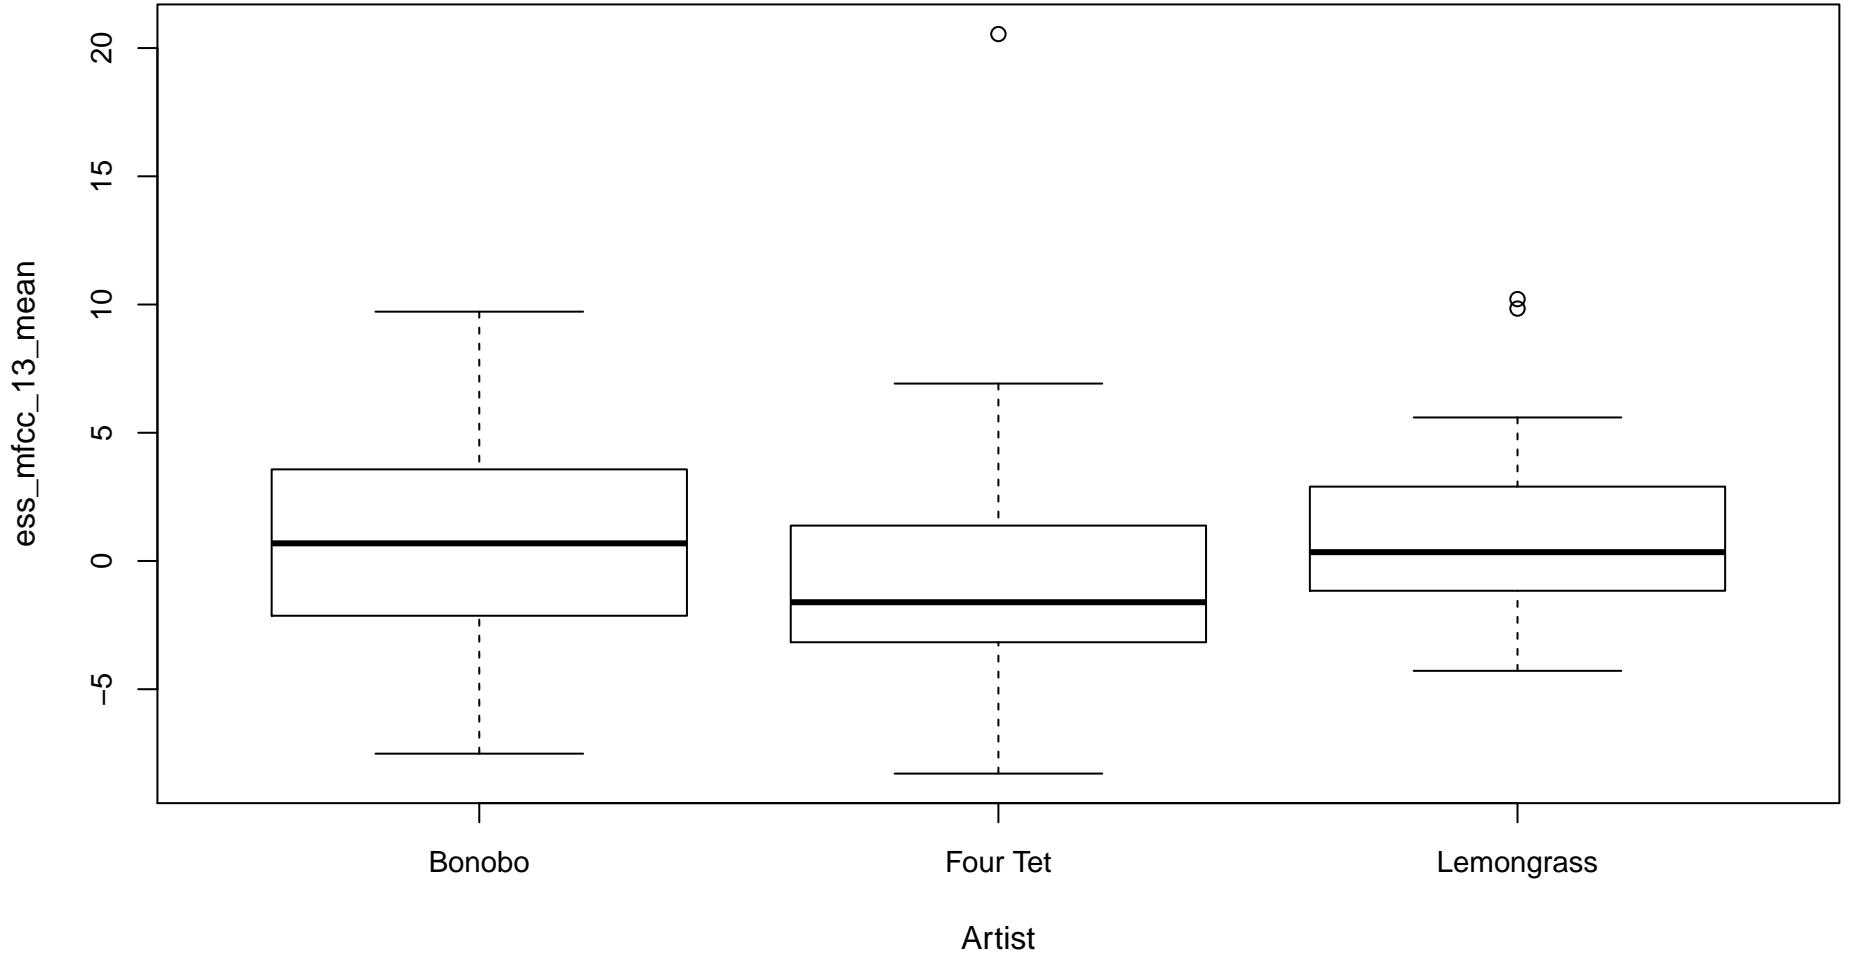 ess_mfcc_13_mean
20
15
10
5
0
−5
Bonobo
Four Tet
Lemongrass
Artist